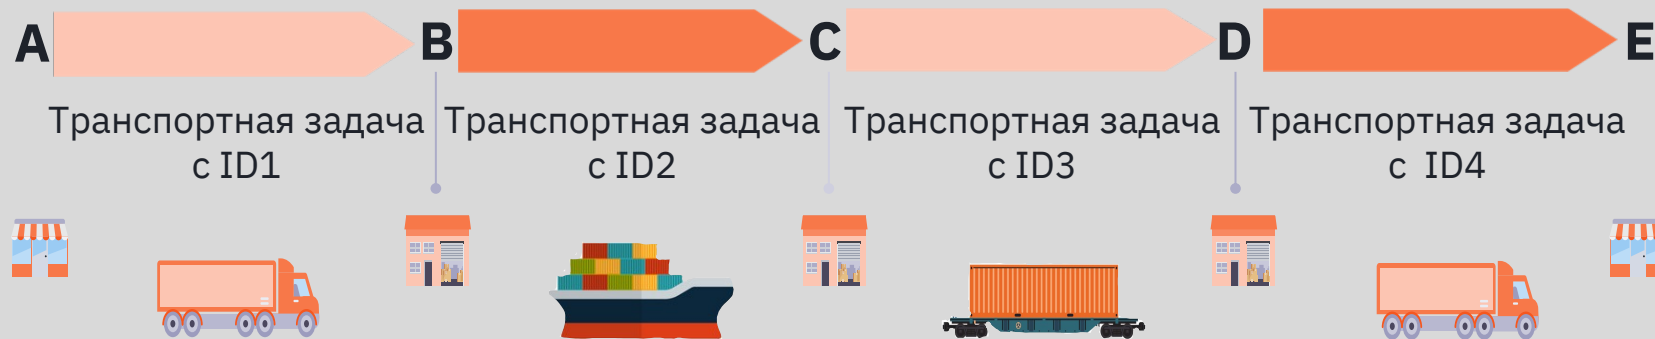 A B C D E
Транспортная задача Транспортная задача Транспортная задача Транспортная задача
с ID1 с ID2 с ID3 с ID4